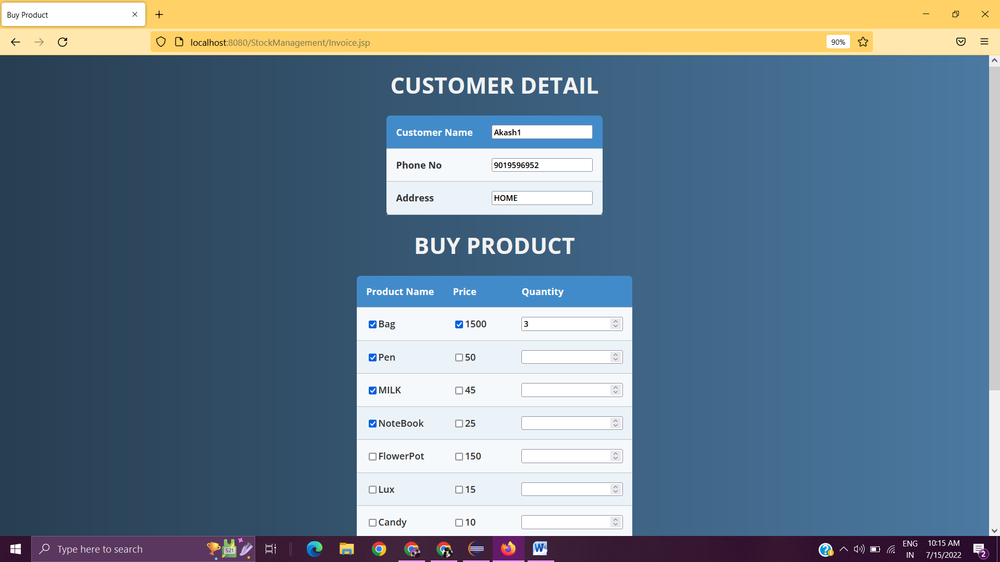 Buy Product
localhost:8080/StockManagement/Invoice.jsp
90%
CUSTOMER DETAIL
Customer Name Akash1
Phone No 9019596952
Address HOME
BUY PRODUCT
Product Name Price Quantity
Bag 1500 3
Pen 50
MILK 45
NoteBook 25
FlowerPot 150
Lux 15
Candy 10
Type here to search
521
ENG
IN
10:15 AM
7/15/2022
2